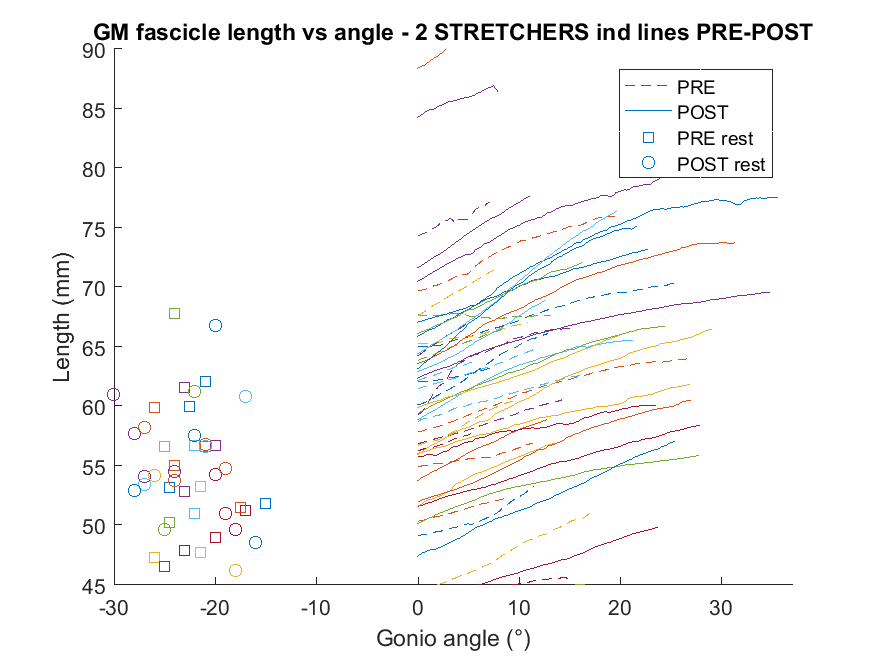 GM fascicle length vs angle - 2 STRETCHERS ind lines PRE-POST
90
85
80
75
70
65
60
55
50
45
Length (mm)
PRE
POST
PRE rest
POST rest
-30 -20 -10 0 10 20 30
Gonio angle (°)